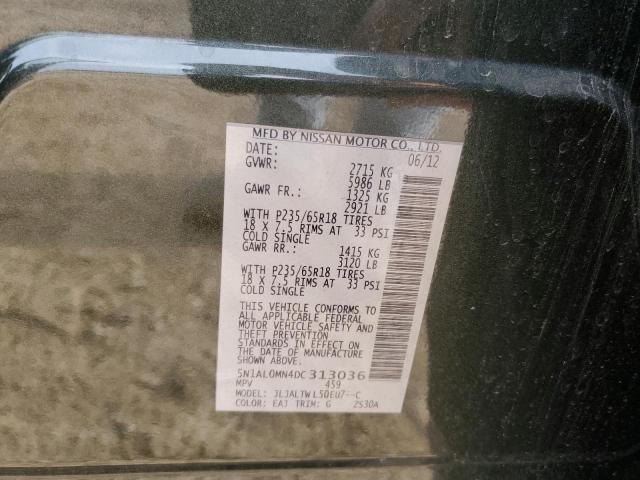 MFD BY NISSAN MOTOR CO., LTD.
DATE: 06/12
GVWR: 2715 KG
5986 LB
GAWR FR.: 1325 KG
2921 LB
WITH P235/65R18 TIRES
18 X 7.5 RIMS AT 33 PSI
COLD SINGLE
GAWR RR.: 1415 KG
3120 LB
WITH P235/65R18 TIRES
18 X 7.5 RIMS AT 33 PSI
COLD SINGLE
THIS VEHICLE CONFORMS TO
ALL APPLICABLE FEDERAL
MOTOR VEHICLE SAFETY AND
THEFT PREVENTION
STANDARDS IN EFFECT ON
THE DATE OF MANUFACTURE
SHOWN ABOVE.
5N1AL0MN4DC313036
MPV 459
MODEL: JLJALTWL50EU7--C
COLOR: EAJ TRIM: G 2S30A